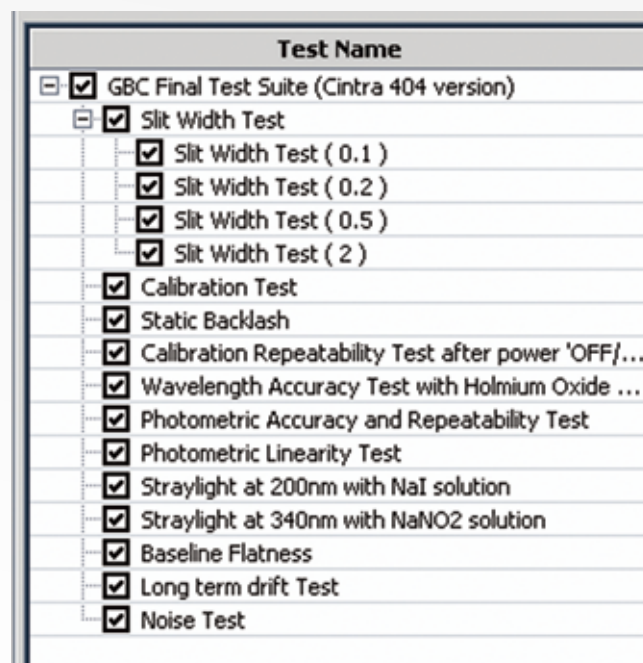 Test Name
GBC Final Test Suite (Cintra 404 version)
Slit Width Test
Slit Width Test ( 0.1 )
Slit Width Test ( 0.2 )
Slit Width Test ( 0.5 )
Slit Width Test ( 2 )
Calibration Test
Static Backlash
Calibration Repeatability Test after power 'OFF/...
Wavelength Accuracy Test with Holmium Oxide ...
Photometric Accuracy and Repeatability Test
Photometric Linearity Test
Straylight at 200nm with NaI solution
Straylight at 340nm with NaNO2 solution
Baseline Flatness
Long term drift Test
Noise Test